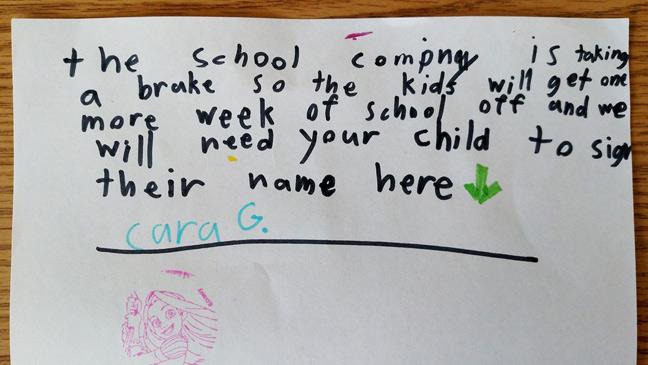 the school compney is taking
a brake so the kids will get one
more week of school off and we
will need your child to sign
their name here
cara G.